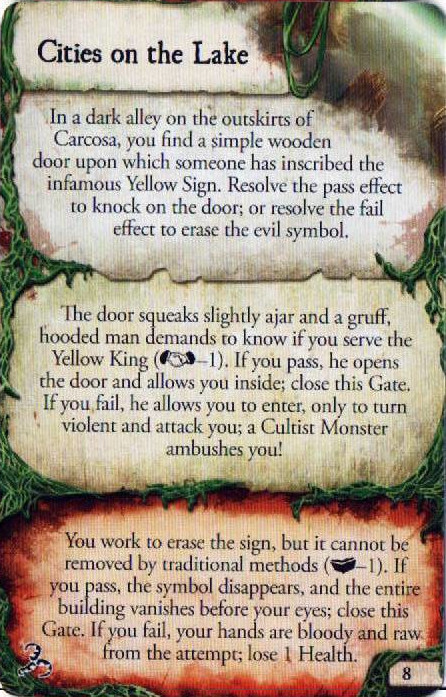 Cities on the Lake
In a dark alley on the outskirts of
Carcosa, you find a simple wooden
door upon which someone has inscribed the
infamous Yellow Sign. Resolve the pass effect
to knock on the door; or resolve the fail
effect to erase the evil symbol.
The door squeaks slightly ajar and a gruff,
hooded man demands to know if you serve the
Yellow King (–1). If you pass, he opens
the door and allows you inside; close this Gate.
If you fail, he allows you to enter, only to turn
violent and attack you; a Cultist Monster
ambushes you!
You work to erase the sign, but it cannot be
removed by traditional methods (–1). If
you pass, the symbol disappears, and the entire
building vanishes before your eyes; close this
Gate. If you fail, your hands are bloody and raw
from the attempt; lose 1 Health.
8